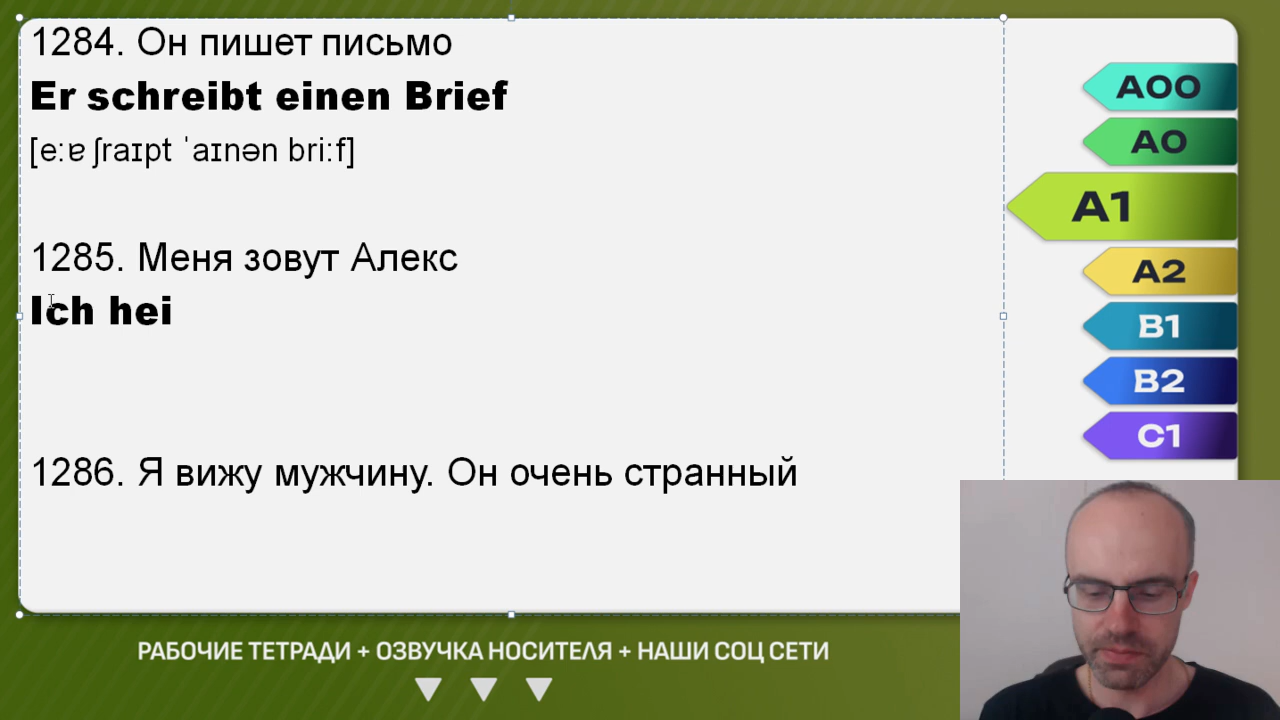 1284. Он пишет письмо
Er schreibt einen Brief
[eːɐ ʃraɪpt ˈaɪnən briːf]
1285. Меня зовут Алекс
Ich hei
1286. Я вижу мужчину. Он очень странный
A00
A0
A1
A2
B1
B2
C1
РАБОЧИЕ ТЕТРАДИ + ОЗВУЧКА НОСИТЕЛЯ + НАШИ СОЦ СЕТИ